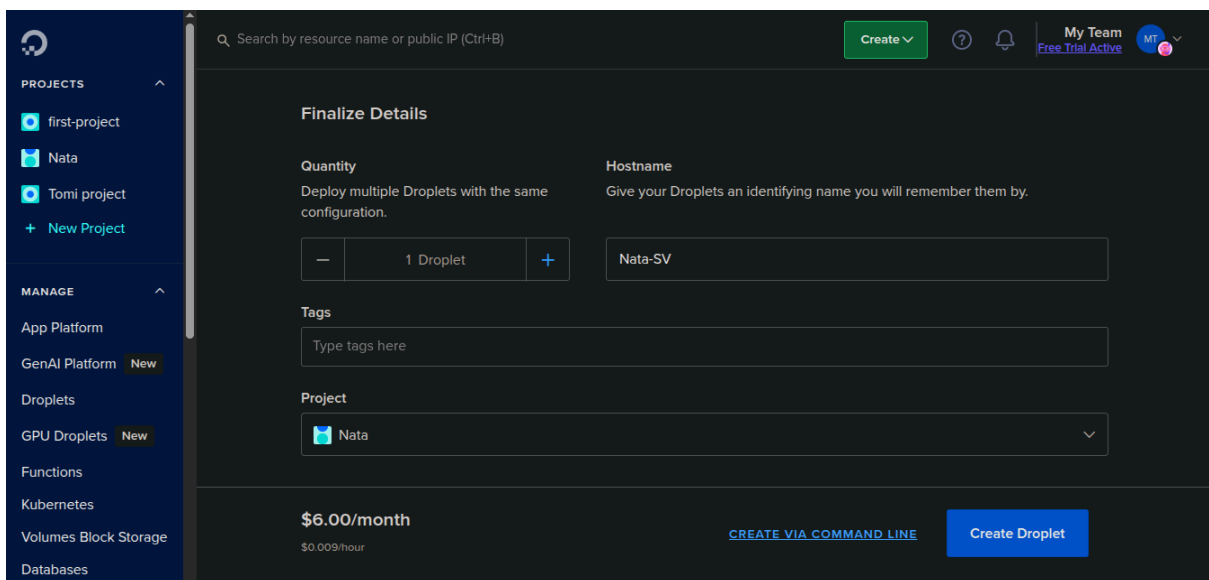 Search by resource name or public IP (Ctrl+B)
Create
My Team
Free Trial Active
MT
PROJECTS
first-project
Nata
Tomi project
+ New Project
MANAGE
App Platform
GenAI Platform New
Droplets
GPU Droplets New
Functions
Kubernetes
Volumes Block Storage
Databases
Finalize Details
Quantity
Deploy multiple Droplets with the same
configuration.
1 Droplet
Hostname
Give your Droplets an identifying name you will remember them by.
Nata-SV
Tags
Type tags here
Project
Nata
$6.00/month
$0.009/hour
CREATE VIA COMMAND LINE
Create Droplet